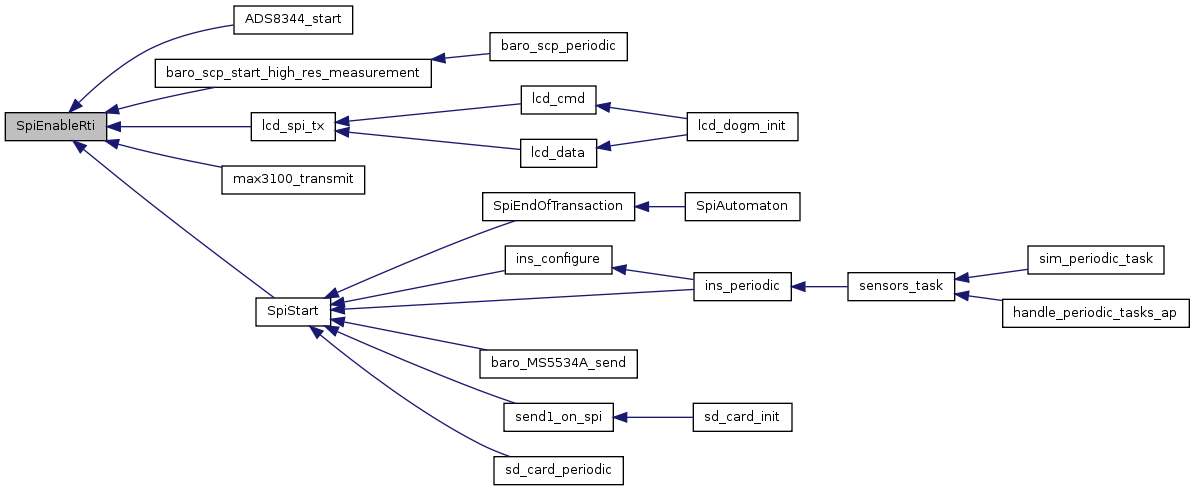 ADS8344_start
baro_scp_periodic
baro_scp_start_high_res_measurement
lcd_cmd
SpiEnableRti
lcd_spi_tx
lcd_dogm_init
lcd_data
max3100_transmit
SpiEndOfTransaction
SpiAutomaton
ins_configure
sim_periodic_task
ins_periodic
sensors_task
SpiStart
handle_periodic_tasks_ap
baro_MS5534A_send
send1_on_spi
sd_card_init
sd_card_periodic